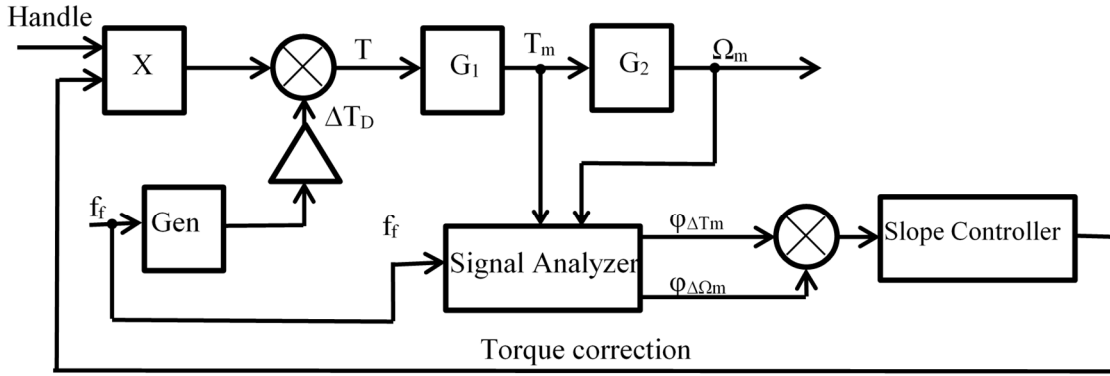 Handle
X
T
G₁
Tₘ
G₂
Ωₘ
ΔT_D
f_f
Gen
f_f
Signal Analyzer
φ_ΔTm
φ_ΔΩm
Slope Controller
Torque correction